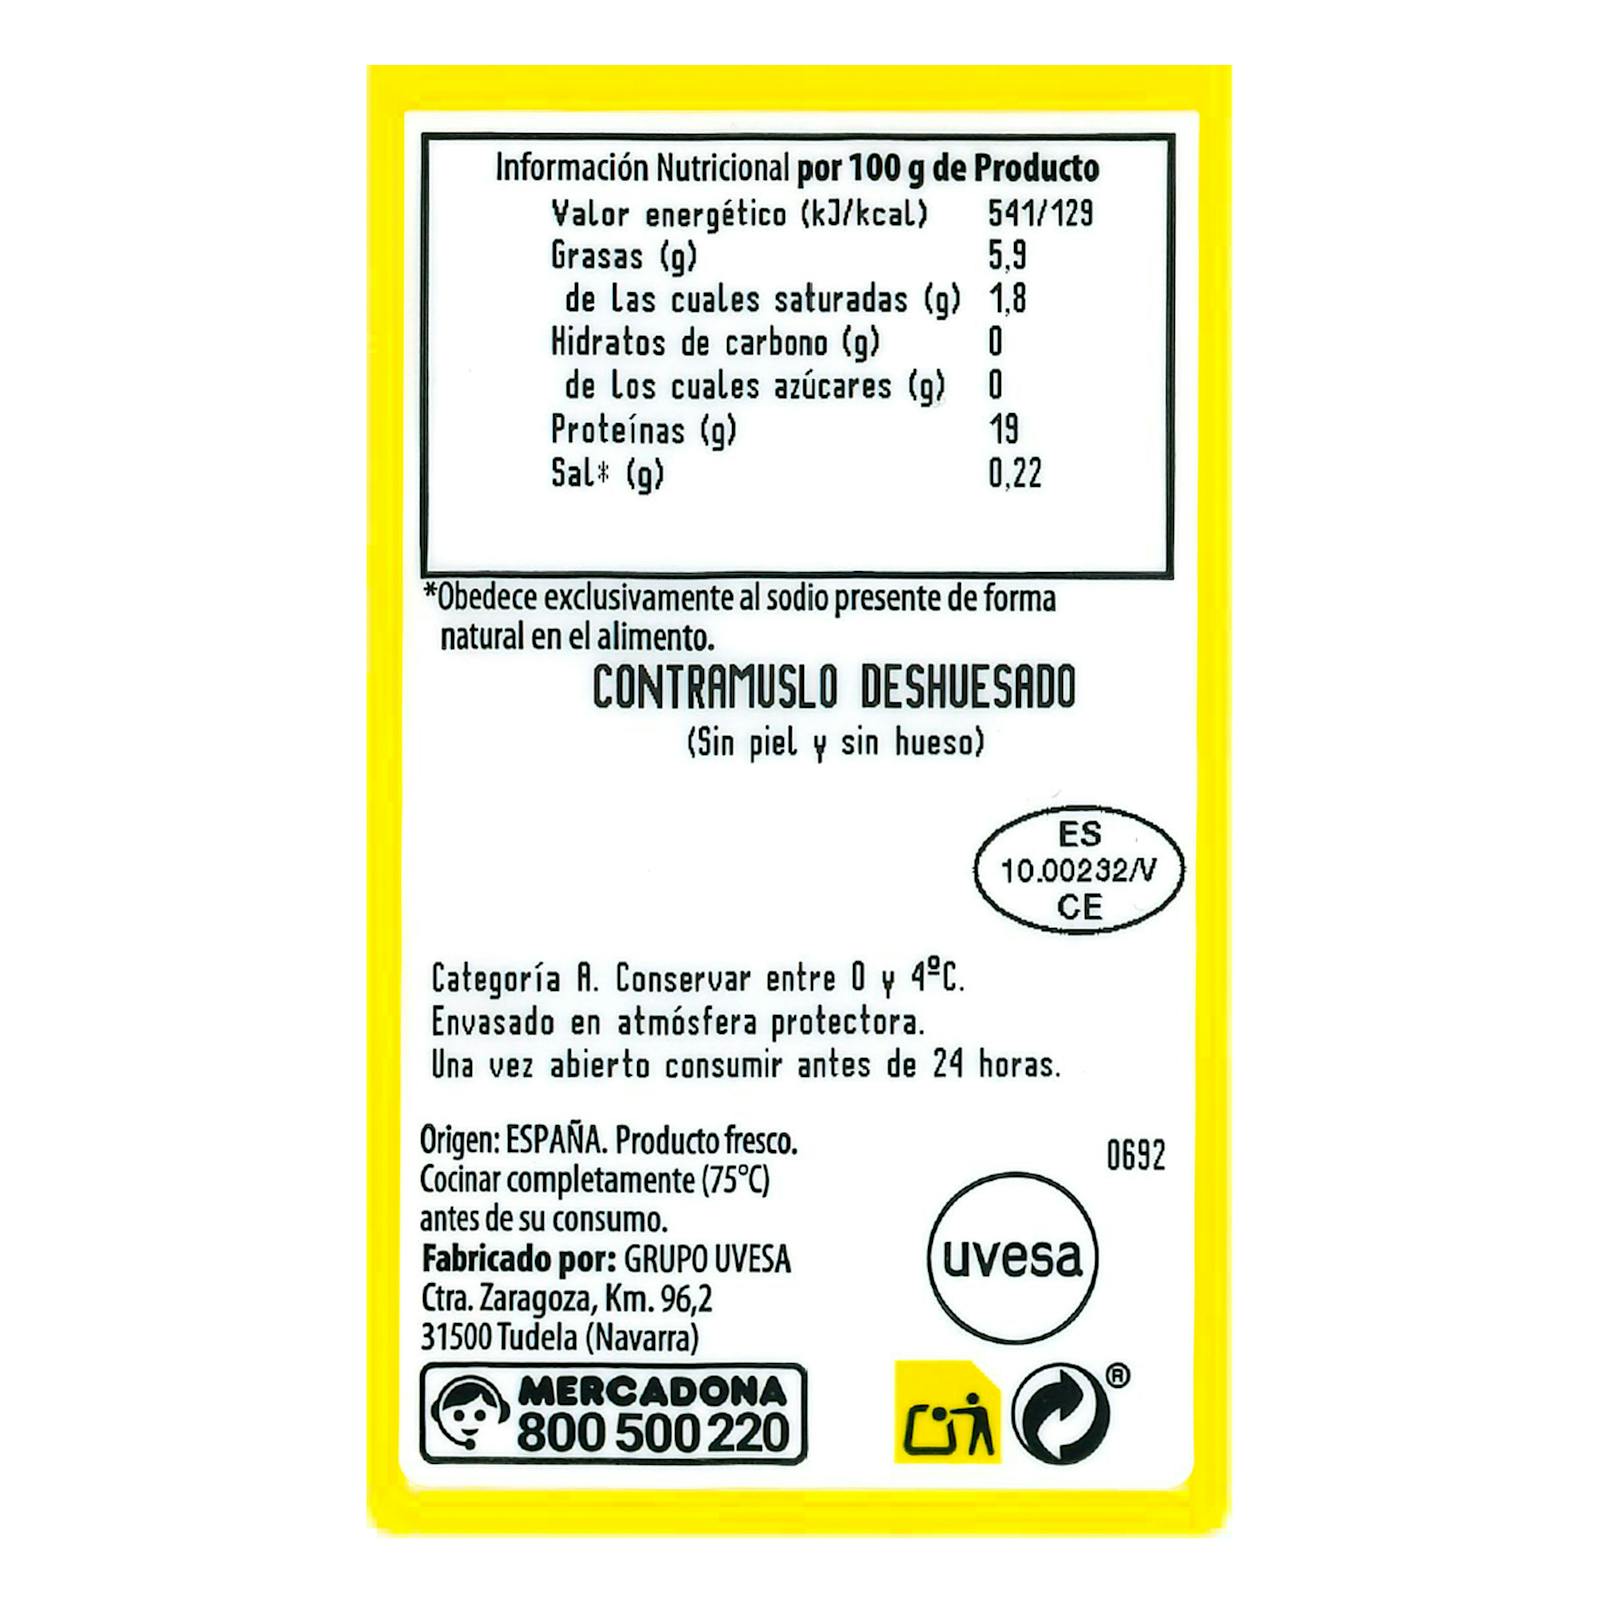 Información Nutricional por 100 g de Producto
Valor energético (kJ/kcal) 541/129
Grasas (g) 5,9
de las cuales saturadas (g) 1,8
Hidratos de carbono (g) 0
de los cuales azúcares (g) 0
Proteínas (g) 19
Sal* (g) 0,22
*Obedece exclusivamente al sodio presente de forma
natural en el alimento.
CONTRAMUSLO DESHUESADO
(Sin piel y sin hueso)
ES
10.00232/V
CE
Categoría A. Conservar entre 0 y 4ºC.
Envasado en atmósfera protectora.
Una vez abierto consumir antes de 24 horas.
Origen: ESPAÑA. Producto fresco.
Cocinar completamente (75°C)
antes de su consumo.
Fabricado por: GRUPO UVESA
Ctra. Zaragoza, Km. 96,2
31500 Tudela (Navarra)
0692
uvesa
MERCADONA
800 500 220
®